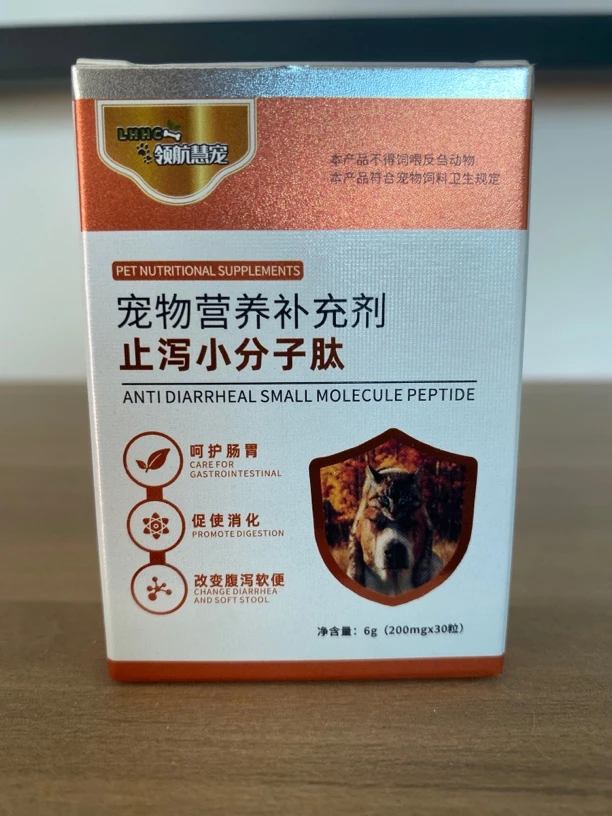 LHHC
领航慧宠
本产品不得饲喂反刍动物
本产品符合宠物饲料卫生规定
PET NUTRITIONAL SUPPLEMENTS
宠物营养补充剂
止泻小分子肽
ANTI DIARRHEAL SMALL MOLECULE PEPTIDE
呵护肠胃
CARE FOR
GASTROINTESTINAL
促使消化
PROMOTE DIGESTION
改变腹泻软便
CHANGE DIARRHEA
AND SOFT STOOL
净含量：6g（200mgx30粒）